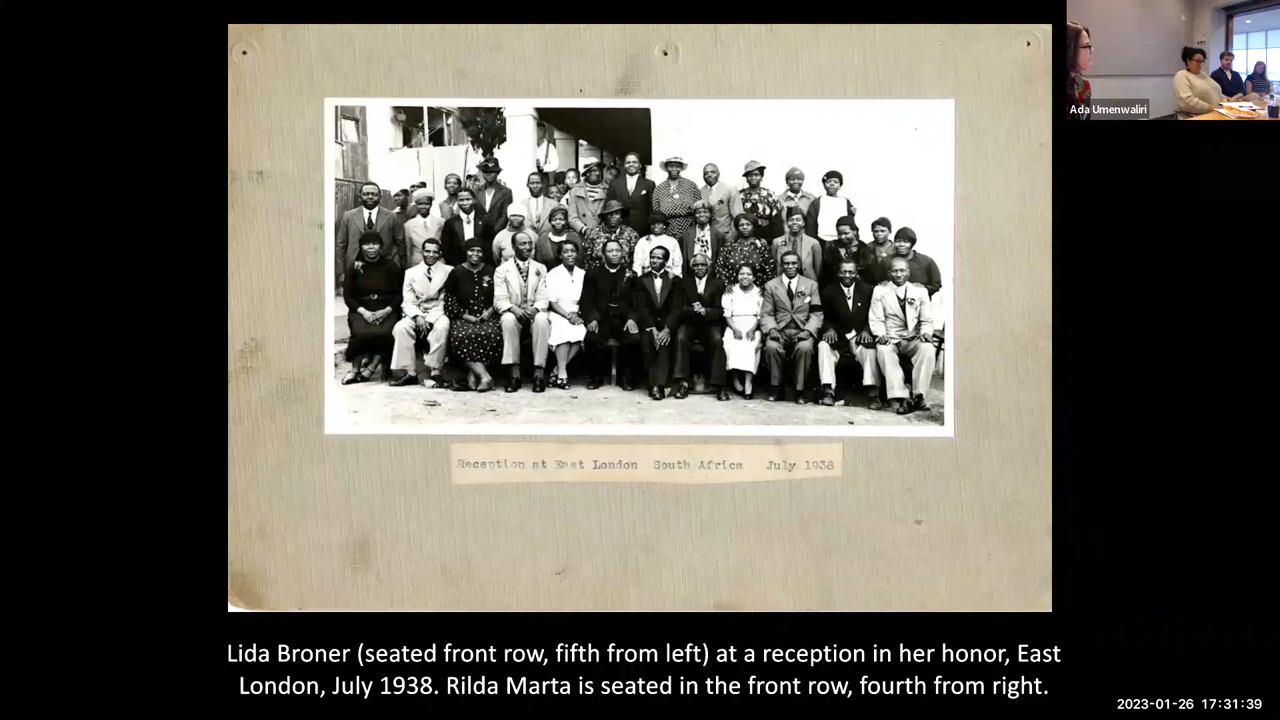 Ada Umenwaliri
Reception at East London South Africa July 1938
Lida Broner (seated front row, fifth from left) at a reception in her honor, East
London, July 1938. Rilda Marta is seated in the front row, fourth from right.
2023-01-26 17:31:39